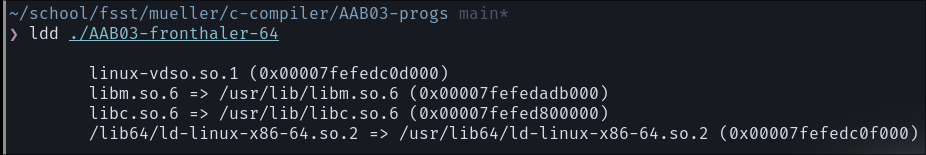 ~/school/fsst/mueller/c-compiler/AAB03-progs main*
❯ ldd ./AAB03-fronthaler-64
linux-vdso.so.1 (0x00007fefedc0d000)
libm.so.6 => /usr/lib/libm.so.6 (0x00007fefedadb000)
libc.so.6 => /usr/lib/libc.so.6 (0x00007fefed800000)
/lib64/ld-linux-x86-64.so.2 => /usr/lib64/ld-linux-x86-64.so.2 (0x00007fefedc0f000)